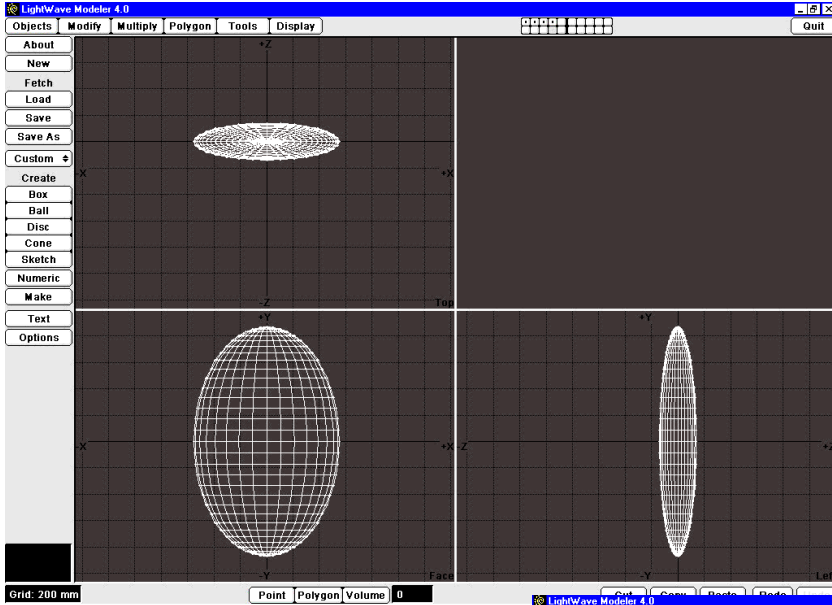 LightWave Modeler 4.0
Objects Modify Multiply Polygon Tools Display Quit
About
New
Fetch
Load
Save
Save As
Custom
Create
Box
Ball
Disc
Cone
Sketch
Numeric
Make
Text
Options
+Z
-X +X
-Z Top
+Y +Y
-X +X -Z +Z
-Y Face -Y Left
Grid: 200 mm Point Polygon Volume 0 Cut Copy Paste Redo
LightWave Modeler 4.0